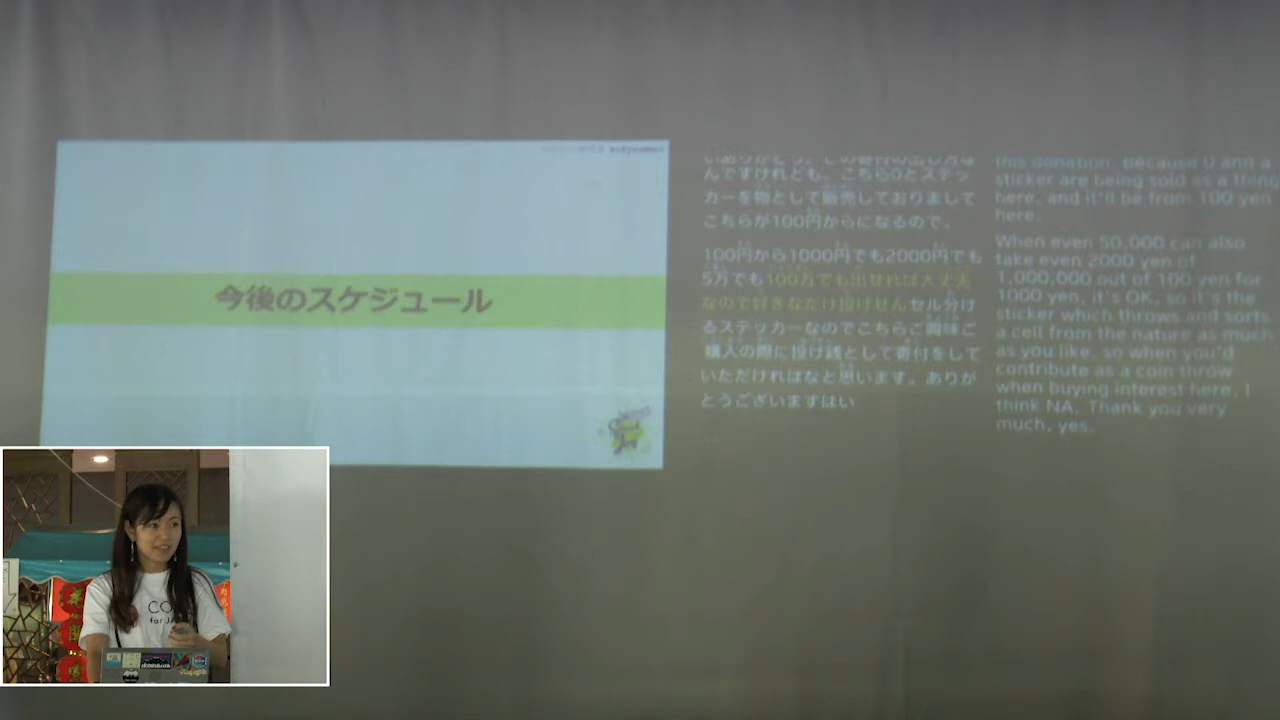 今後のスケジュール
んですけれども、こちら0とステッ
カーを物として販売しておりまして
こちらが100円からになるので。
100円から1000円でも2000円でも
5万でも100万でも出せれば大丈夫
なので好きなだけ投げせんセル分け
るステッカーなのでこちらご興味ご
購入の際に投げ銭として寄付をして
いただければなと思います。ありが
とうございますはい
this donation. Because 0 and a
sticker are being sold as a thing
here, and it'll be from 100 yen
here.
When even 50,000 can also
take even 2000 yen of
1,000,000 out of 100 yen for
1000 yen, it's OK, so it's the
sticker which throws and sorts
a cell from the nature as much
as you like, so when you'd
contribute as a coin throw
when buying interest here, I
think NA. Thank you very
much, yes.
for JA